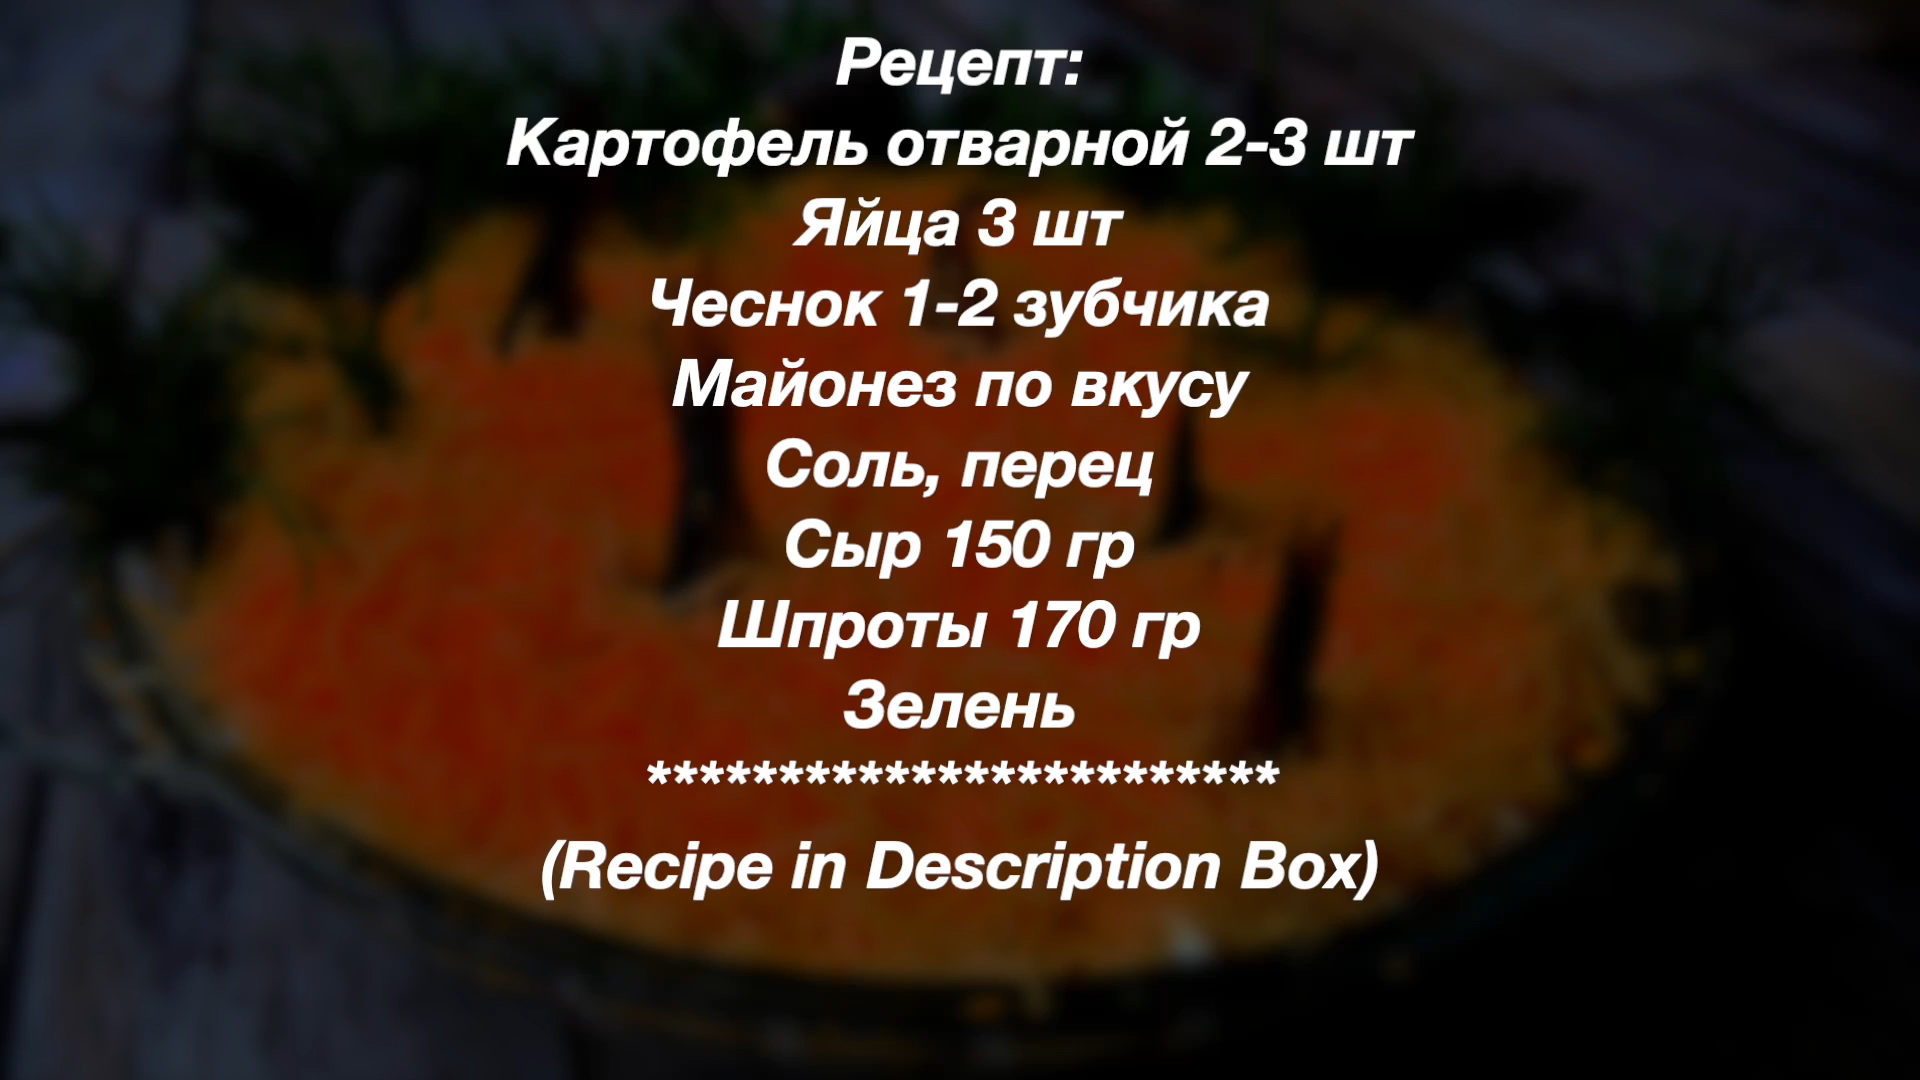 Рецепт:
Картофель отварной 2-3 шт
Яйца 3 шт
Чеснок 1-2 зубчика
Майонез по вкусу
Соль, перец
Сыр 150 гр
Шпроты 170 гр
Зелень
************************
(Recipe in Description Box)